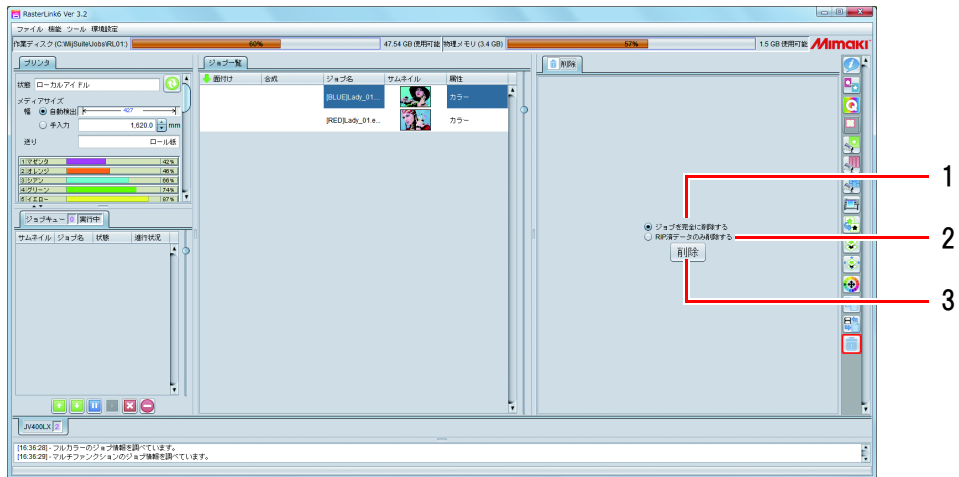 RasterLink6 Ver 3.2
ファイル 機能 ツール 環境設定
作業ディスク (C:\MijSuite\Jobs\RL01:) 60% 47.54 GB 使用可能 物理メモリ (3.4 GB) 57% 1.5 GB 使用可能 Mimaki
プリンタ
状態 ローカルアイドル
メディアサイズ
幅 自動検出 427
手入力 1,620.0 mm
送り ロール紙
1:マゼンタ 42%
2:オレンジ 46%
3:シアン 66%
4:グリーン 74%
5:イエロー 87%
ジョブキュー 0 実行中
サムネイル ジョブ名 状態 進行状況
ジョブ一覧
面付け 合成 ジョブ名 サムネイル 属性
[BLUE]Lady_01... カラー
[RED]Lady_01.e... カラー
削除
ジョブを完全に削除する
RIP済データのみ削除する
削除
1
2
3
JV400LX 2
[16:36:28] - フルカラーのジョブ情報を調べています。
[16:36:29] - マルチファンクションのジョブ情報を調べています。